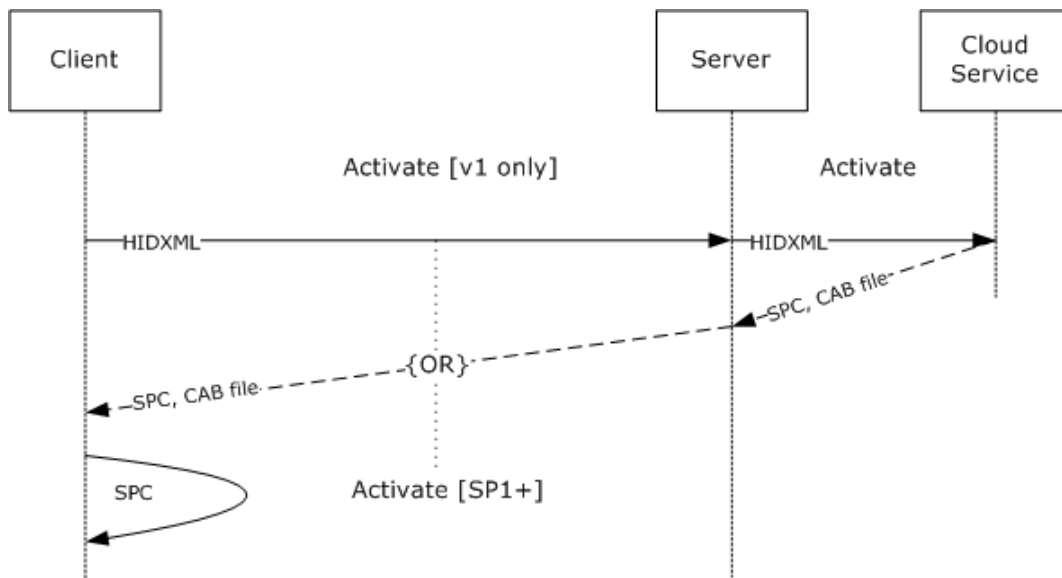 Client
Server
Cloud
Service
Activate [v1 only]
Activate
HIDXML
HIDXML
SPC, CAB file
{OR}
SPC, CAB file
SPC
Activate [SP1+]